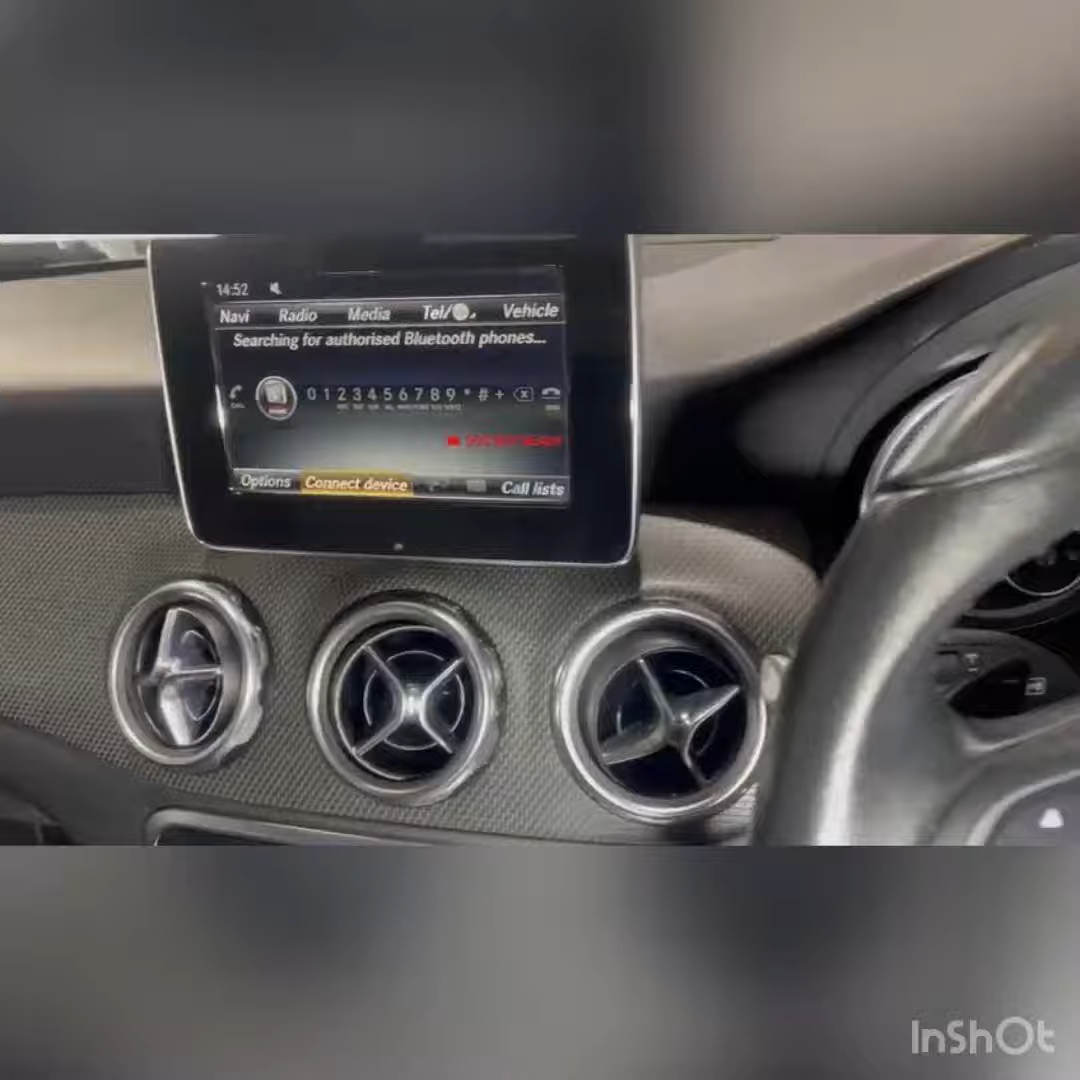 14:52
Navi Radio Media Tel/ Vehicle
Searching for authorised Bluetooth phones...
0 1 2 3 4 5 6 7 8 9 * # +
Options Connect device Call lists
InShOt